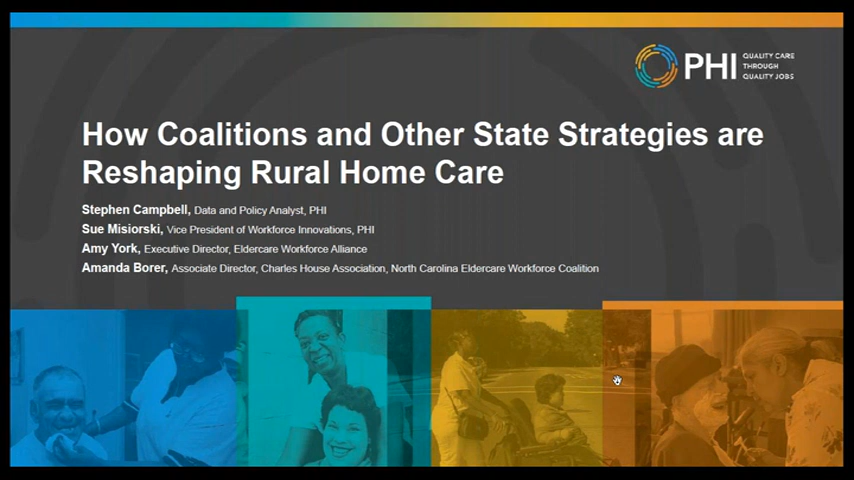 PHI
QUALITY CARE
THROUGH
QUALITY JOBS
How Coalitions and Other State Strategies are
Reshaping Rural Home Care
Stephen Campbell, Data and Policy Analyst, PHI
Sue Misiorski, Vice President of Workforce Innovations, PHI
Amy York, Executive Director, Eldercare Workforce Alliance
Amanda Borer, Associate Director, Charles House Association, North Carolina Eldercare Workforce Coalition